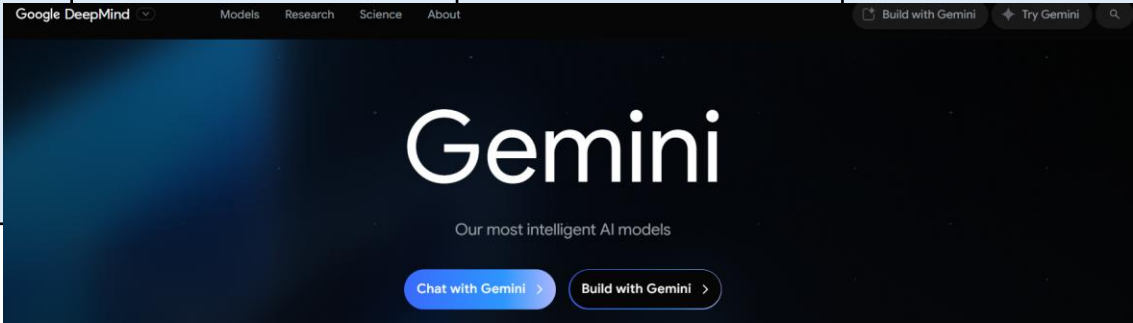 Google DeepMind Models Research Science About Build with Gemini Try Gemini
Gemini
Our most intelligent AI models
Chat with Gemini Build with Gemini